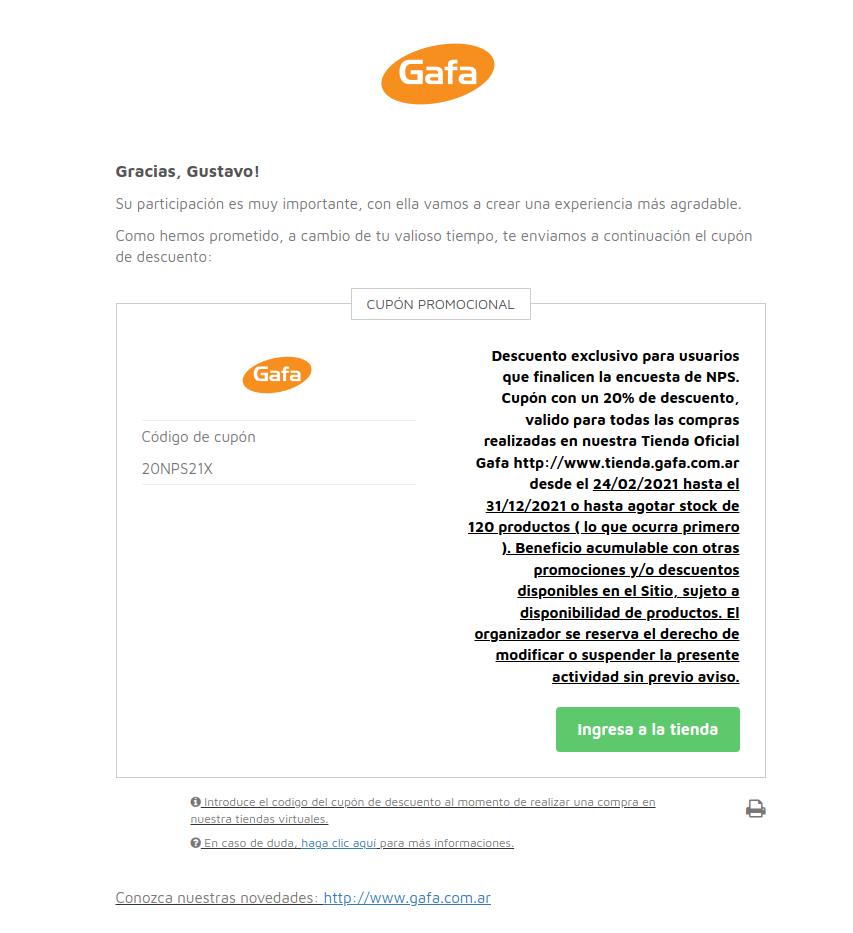 Gafa
Gracias, Gustavo!
Su participación es muy importante, con ella vamos a crear una experiencia más agradable.
Como hemos prometido, a cambio de tu valioso tiempo, te enviamos a continuación el cupón
de descuento:
CUPÓN PROMOCIONAL
Gafa
Código de cupón
20NPS21X
Descuento exclusivo para usuarios
que finalicen la encuesta de NPS.
Cupón con un 20% de descuento,
valido para todas las compras
realizadas en nuestra Tienda Oficial
Gafa http://www.tienda.gafa.com.ar
desde el 24/02/2021 hasta el
31/12/2021 o hasta agotar stock de
120 productos ( lo que ocurra primero
). Beneficio acumulable con otras
promociones y/o descuentos
disponibles en el Sitio, sujeto a
disponibilidad de productos. El
organizador se reserva el derecho de
modificar o suspender la presente
actividad sin previo aviso.
Ingresa a la tienda
Introduce el codigo del cupón de descuento al momento de realizar una compra en
nuestra tiendas virtuales.
En caso de duda, haga clic aquí para más informaciones.
Conozca nuestras novedades: http://www.gafa.com.ar